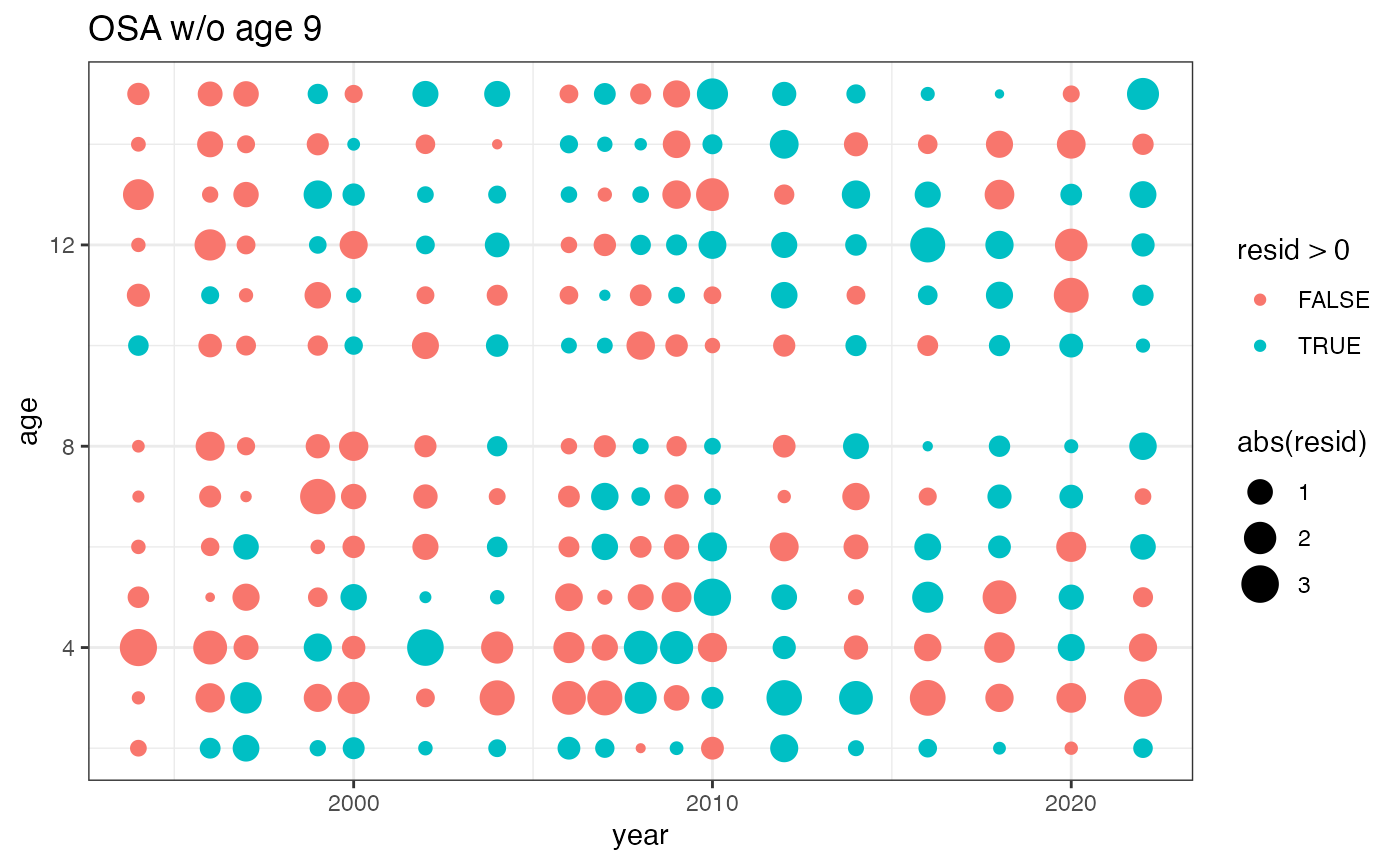 OSA w/o age 9
12
8
4
age
2000 2010 2020
year
resid > 0
FALSE
TRUE
abs(resid)
1
2
3